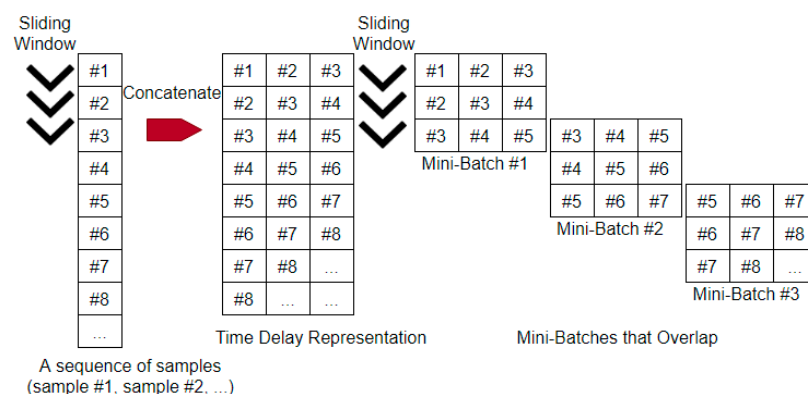 Sliding
Window
#1
#2
#3
#4
#5
#6
#7
#8
...
A sequence of samples
(sample #1, sample #2, ...)
Concatenate
#1 #2 #3
#2 #3 #4
#3 #4 #5
#4 #5 #6
#5 #6 #7
#6 #7 #8
#7 #8 ...
#8 ... ...
Time Delay Representation
Sliding
Window
#1 #2 #3
#2 #3 #4
#3 #4 #5
Mini-Batch #1
#3 #4 #5
#4 #5 #6
#5 #6 #7
Mini-Batch #2
#5 #6 #7
#6 #7 #8
#7 #8 ...
Mini-Batch #3
Mini-Batches that Overlap